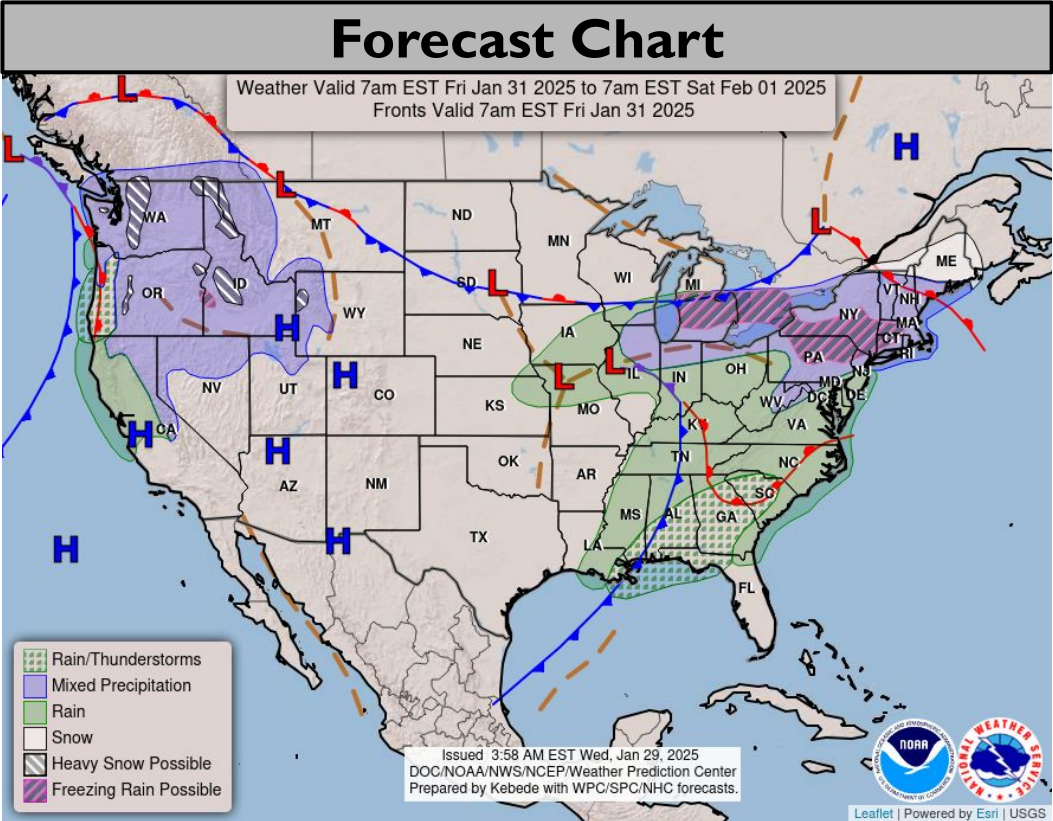 Forecast Chart
Weather Valid 7am EST Fri Jan 31 2025 to 7am EST Sat Feb 01 2025
Fronts Valid 7am EST Fri Jan 31 2025
L
H
L
L
WA
MT
ND
MN
L
ME
OR
ID
SD
L
WI
MI
VT
NH
NY
MA
CT
RI
H
WY
NE
IA
PA
NJ
NV
UT
H
CO
KS
L
MO
L
IL
IN
OH
WV
MD
DC
DE
VA
H
CA
H
AZ
NM
OK
AR
K
TN
NC
SC
H
H
TX
LA
MS
AL
GA
FL
Rain/Thunderstorms
Mixed Precipitation
Rain
Snow
Heavy Snow Possible
Freezing Rain Possible
Issued 3:58 AM EST Wed, Jan 29, 2025
DOC/NOAA/NWS/NCEP/Weather Prediction Center
Prepared by Kebede with WPC/SPC/NHC forecasts.
NOAA
NATIONAL WEATHER SERVICE
Leaflet | Powered by Esri | USGS